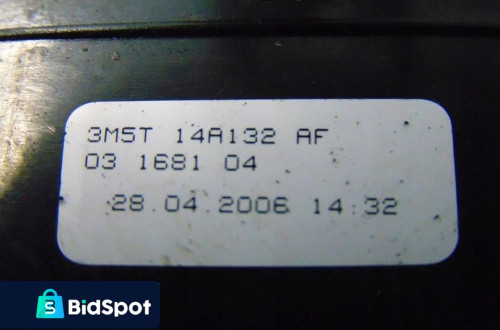 3M5T 14A132 AF
03 1681 04
28.04.2006 14:32
S
BidSpot